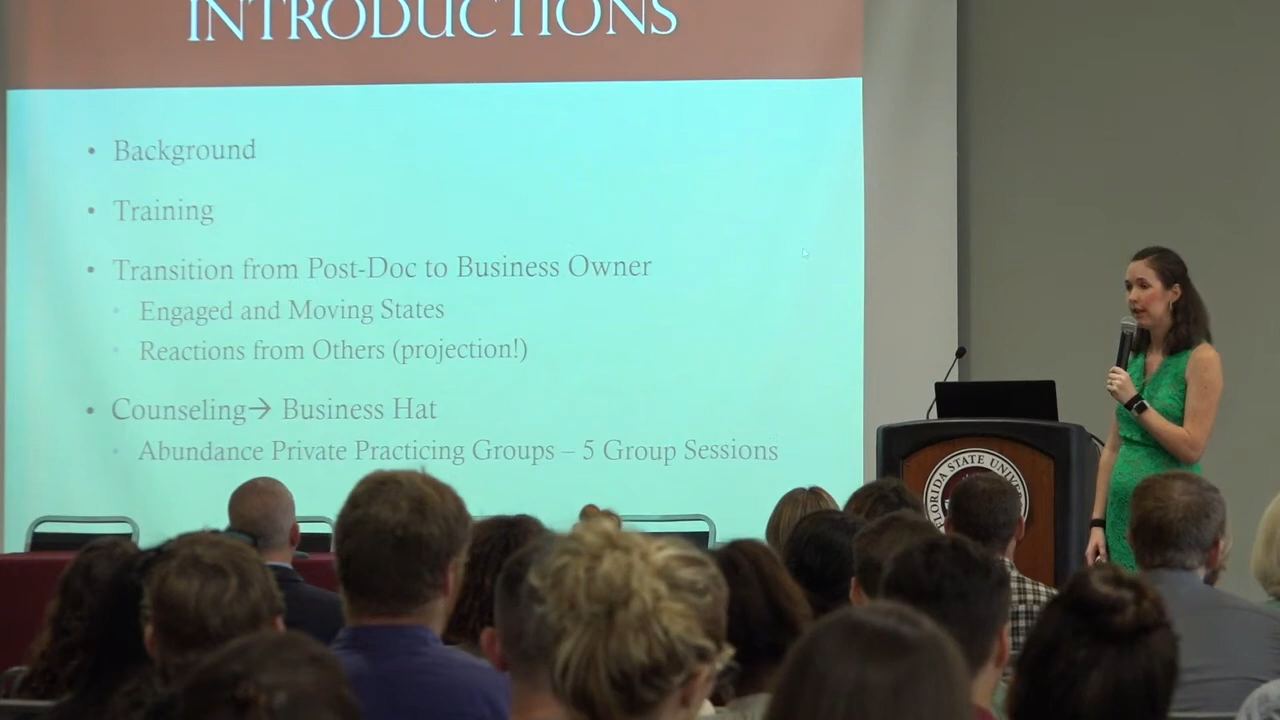 INTRODUCTIONS
• Background
• Training
• Transition from Post-Doc to Business Owner
• Engaged and Moving States
• Reactions from Others (projection!)
• Counseling→ Business Hat
• Abundance Private Practicing Groups – 5 Group Sessions
FLORIDA STATE UNIVER